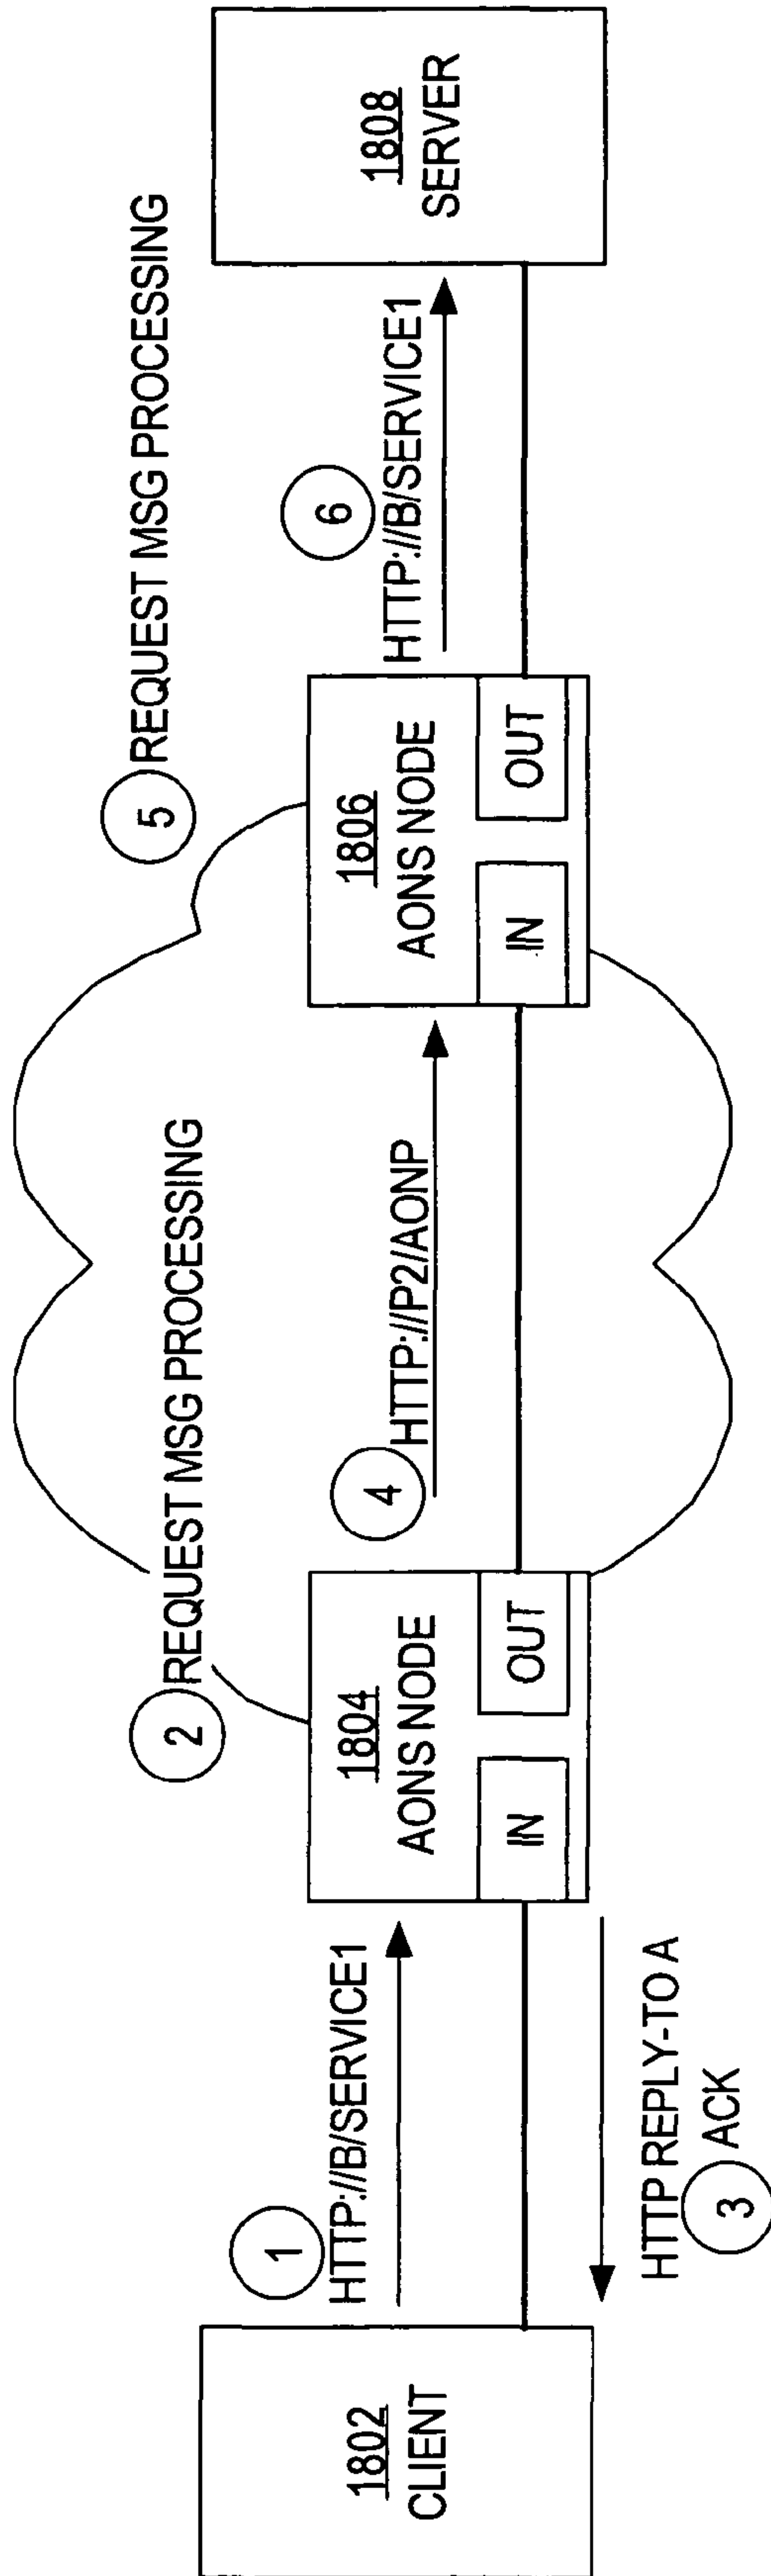 1802
CLIENT
1
HTTP://B/SERVICE1
HTTP REPLY-TO A
3 ACK
2 REQUEST MSG PROCESSING
1804
AONS NODE
IN
OUT
4
HTTP://P2/AONP
5 REQUEST MSG PROCESSING
1806
AONS NODE
IN
OUT
6
HTTP://B/SERVICE1
1808
SERVER